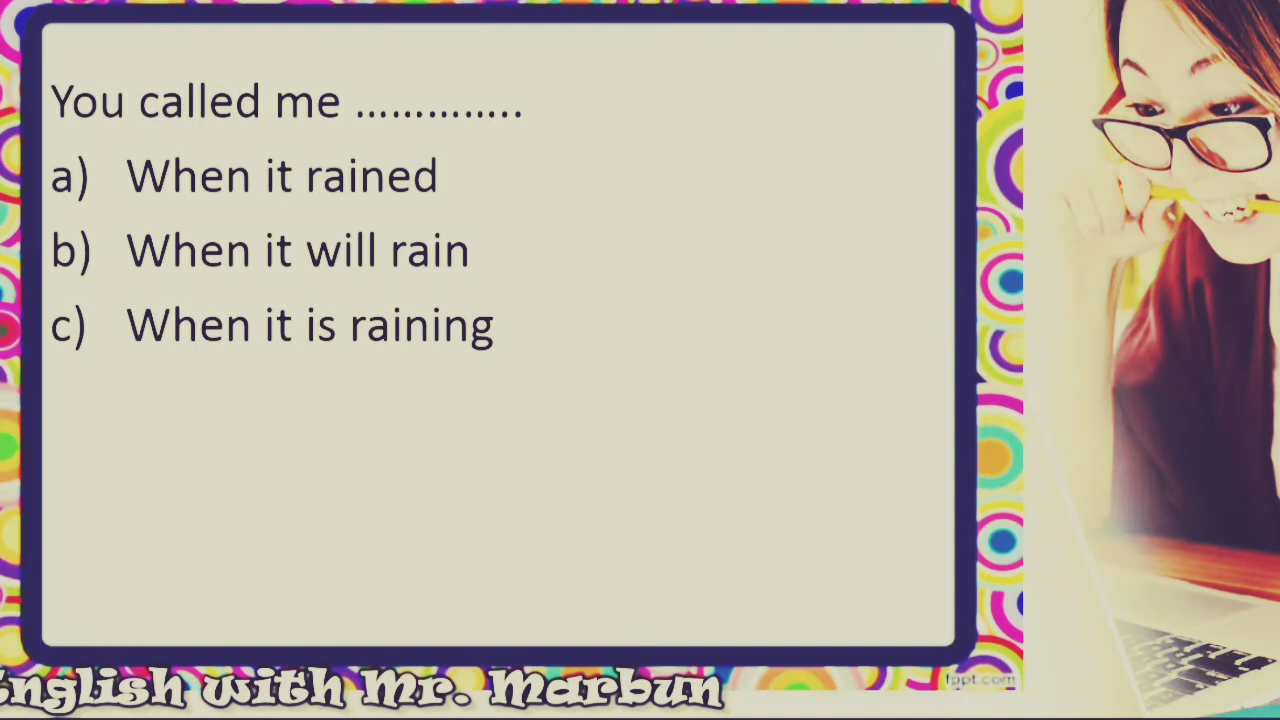 You called me …………..
a) When it rained
b) When it will rain
c) When it is raining
fppt.com
English with Mr. Marbun